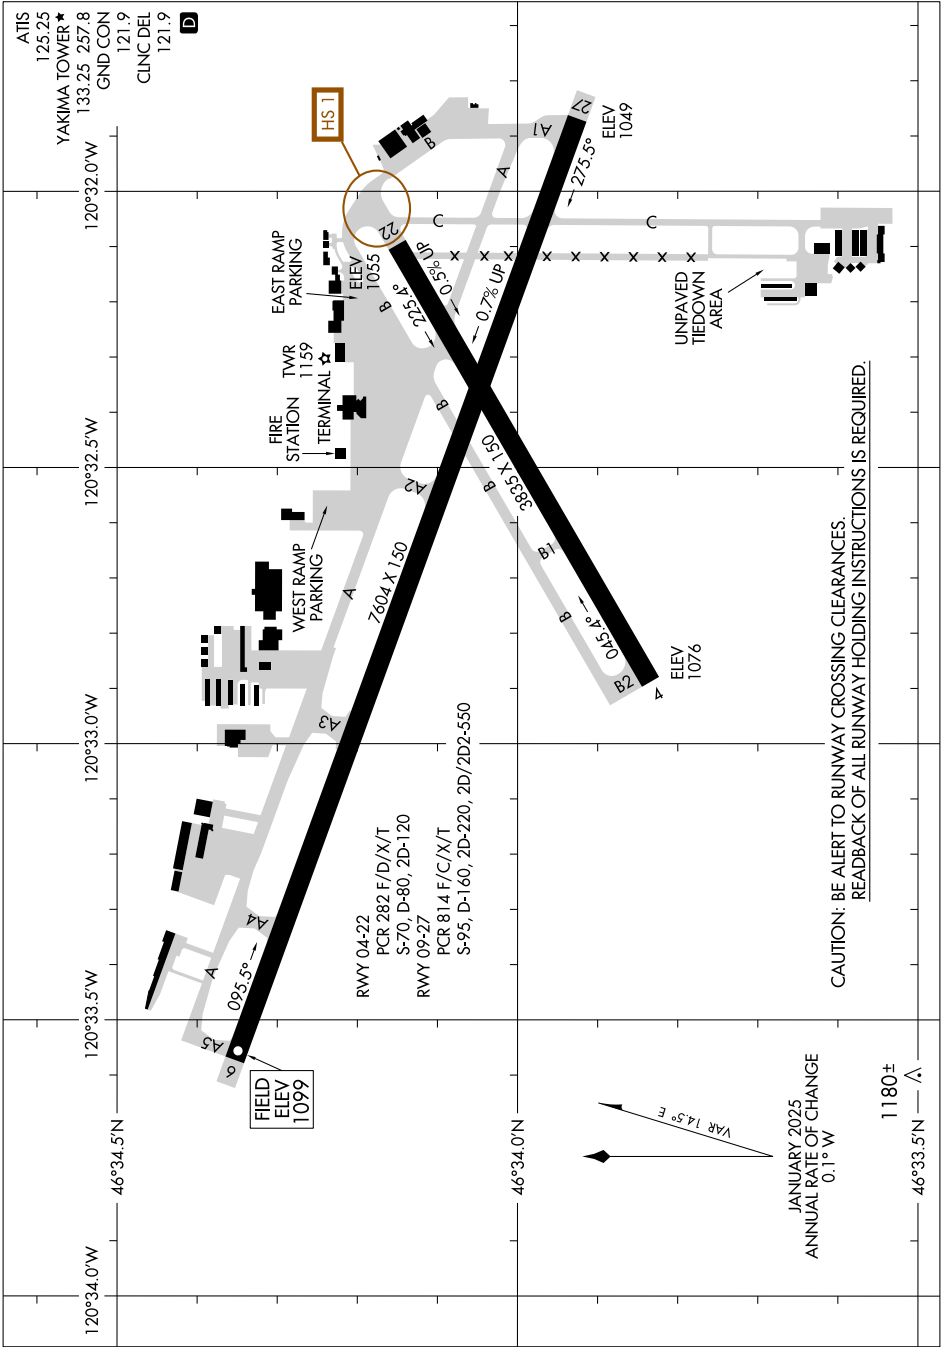 ATIS
125.25
YAKIMA TOWER★
133.25 257.8
GND CON
121.9
CLNC DEL
121.9
D
HS 1
120°32.0'W
120°32.5'W
120°33.0'W
120°33.5'W
120°34.0'W
46°34.5'N
46°34.0'N
46°33.5'N
EAST RAMP
PARKING
ELEV
1055
TWR
1159
TERMINAL
FIRE
STATION
WEST RAMP
PARKING
UNPAVED
TIEDOWN
AREA
22
225.4°
0.5% UP
3835 X 150
045.4°
4
ELEV
1076
27
ELEV
1049
275.5°
0.7% UP
7604 X 150
095.5°
9
FIELD
ELEV
1099
A
A
A
A1
A2
A3
A4
A5
B
B
B
B
B
B1
B2
C
C
X X X X X X X X
RWY 04-22
PCR 282 F/D/X/T
S-70, D-80, 2D-120
RWY 09-27
PCR 814 F/C/X/T
S-95, D-160, 2D-220, 2D/2D2-550
CAUTION: BE ALERT TO RUNWAY CROSSING CLEARANCES.
READBACK OF ALL RUNWAY HOLDING INSTRUCTIONS IS REQUIRED.
VAR 14.5° E
JANUARY 2025
ANNUAL RATE OF CHANGE
0.1° W
1180±